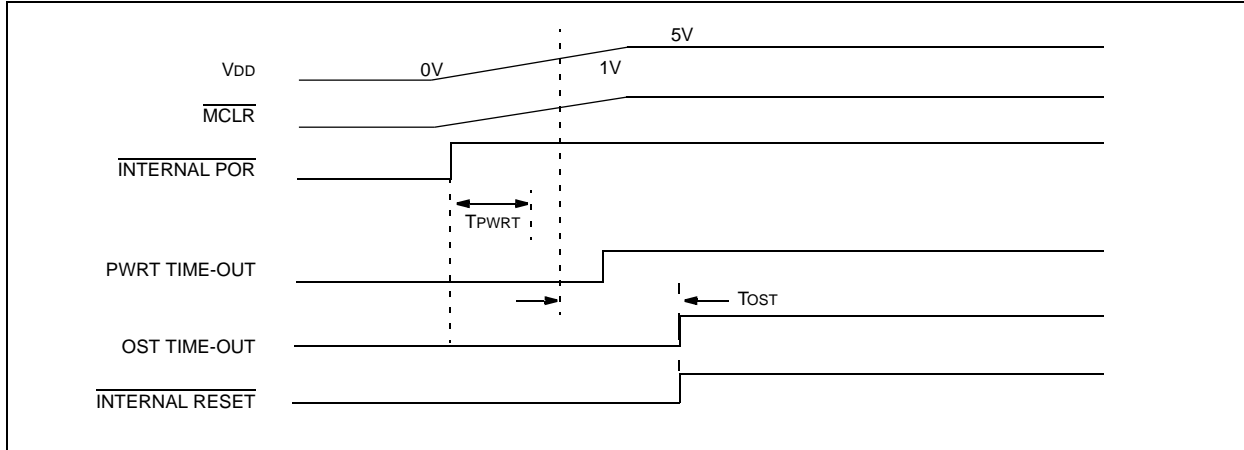 5V
VDD
0V
1V
MCLR
INTERNAL POR
TPWRT
PWRT TIME-OUT
TOST
OST TIME-OUT
INTERNAL RESET